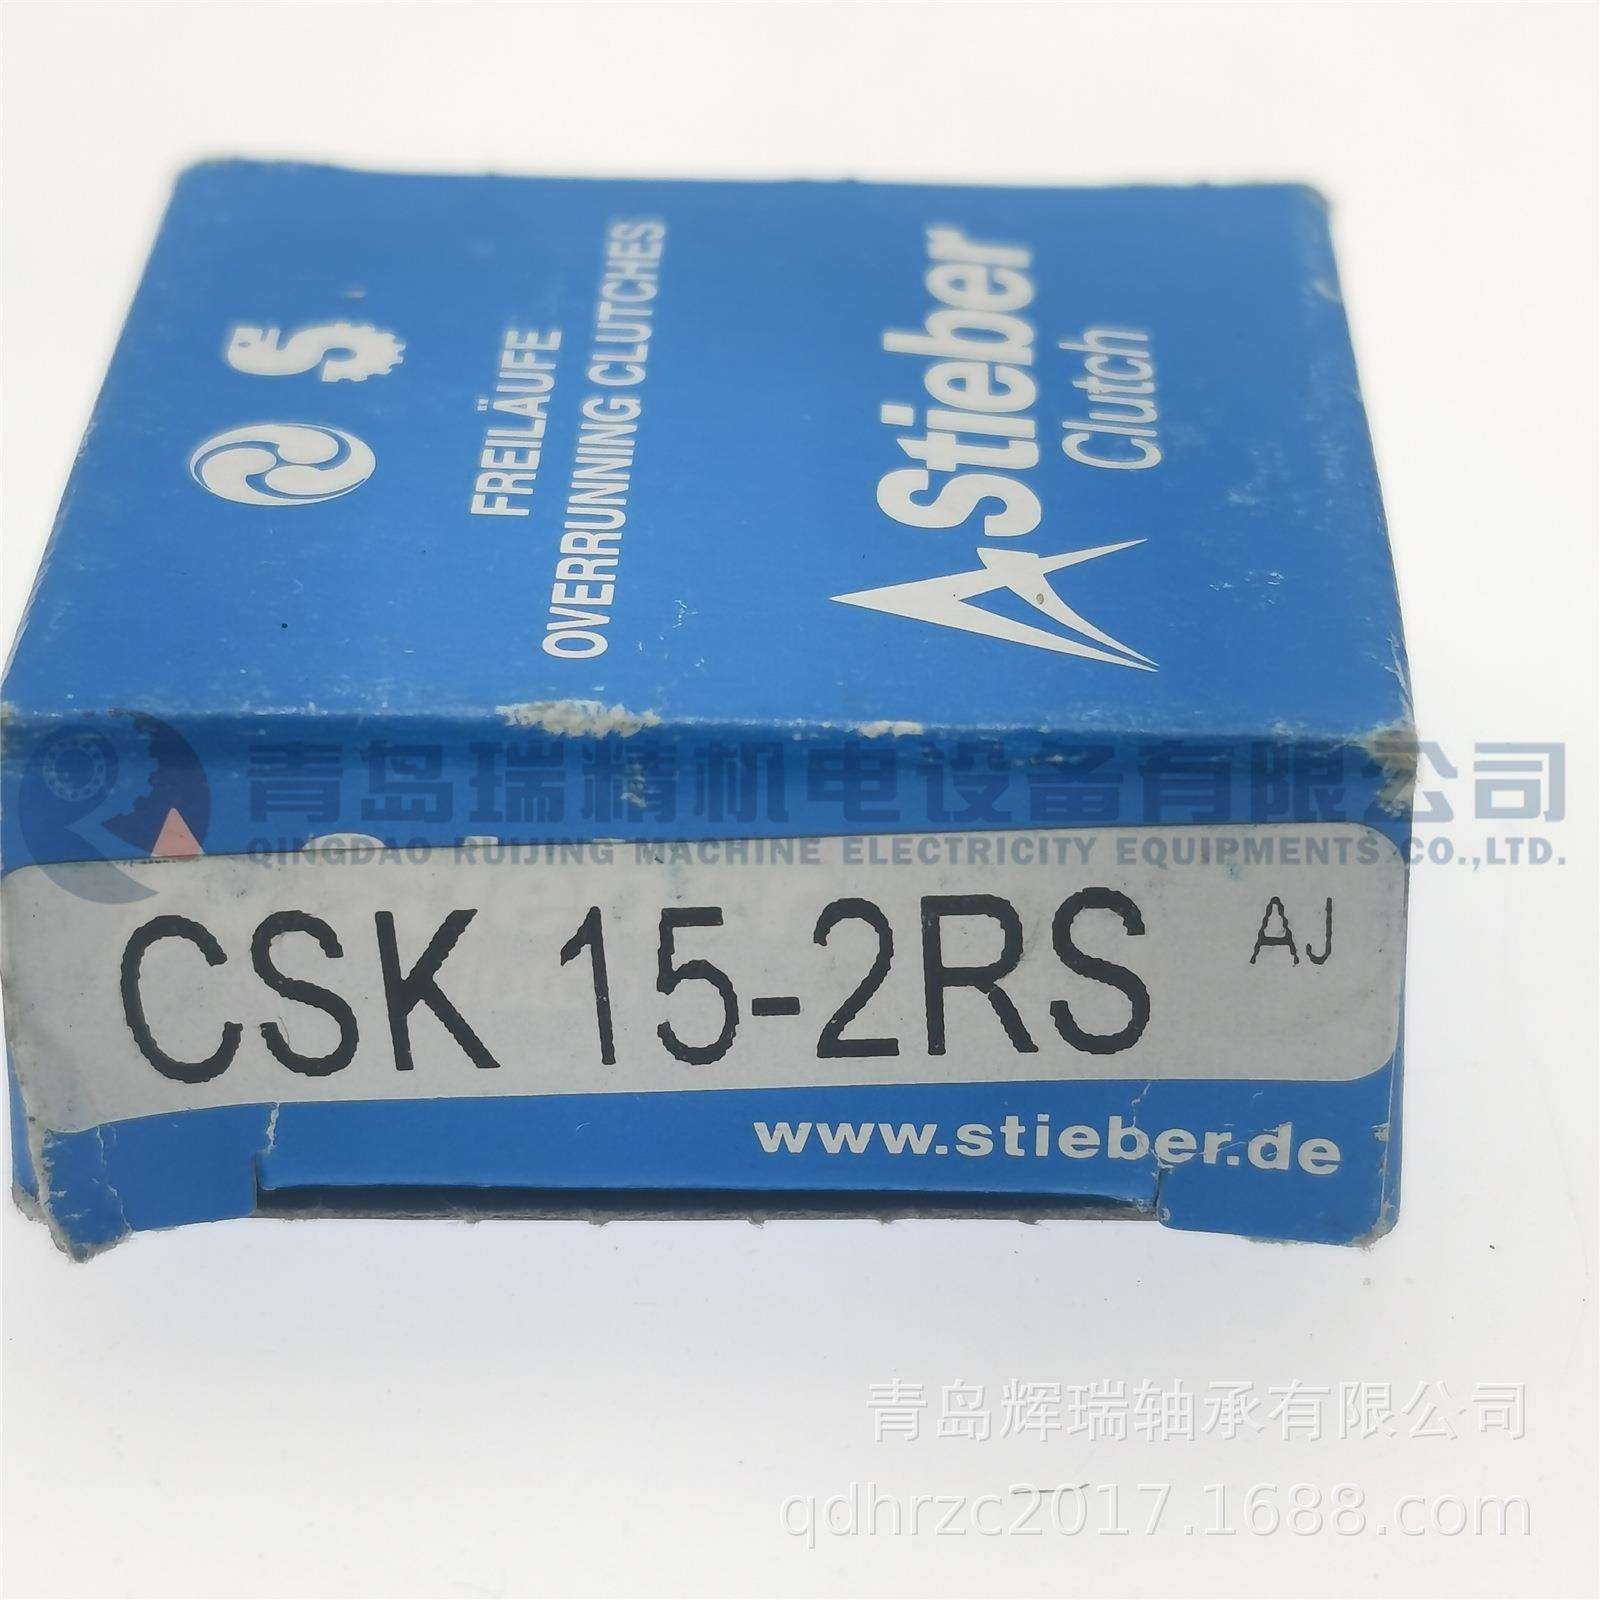 FREILÄUFE
OVERRUNNING CLUTCHES
Stieber
Clutch
青岛瑞精机电设备有限公司
QINGDAO RUIJING MACHINE ELECTRICITY EQUIPMENTS CO.,LTD.
CSK 15-2RS
AJ
www.stieber.de
青岛辉瑞轴承有限公司
qdhrzc2017.1688.com